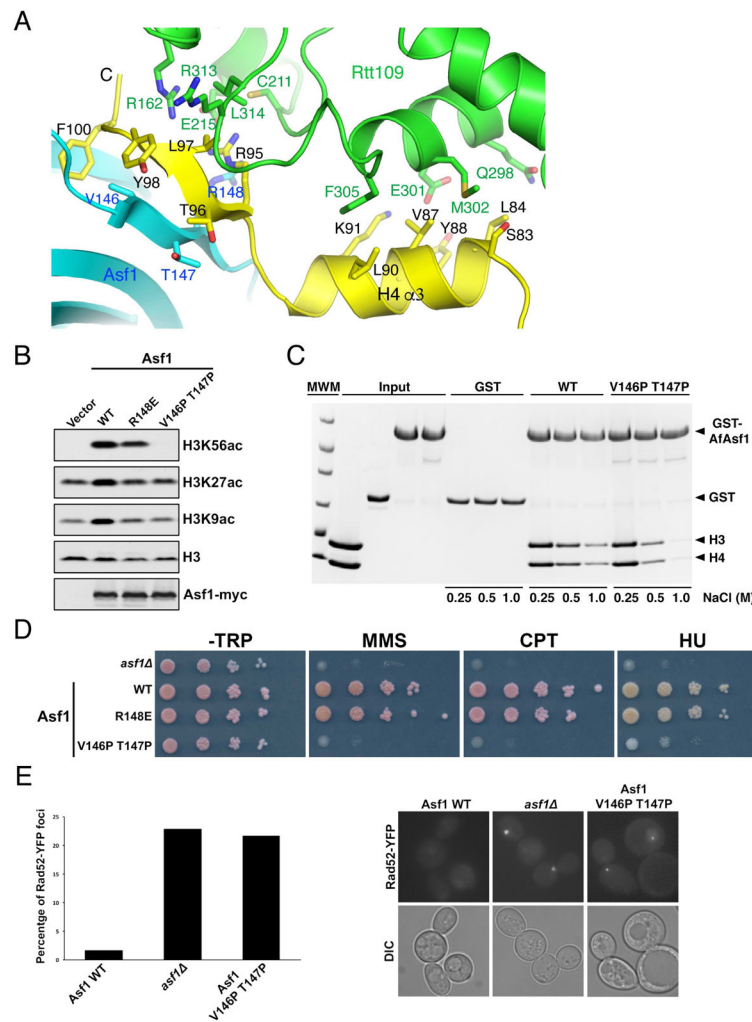 A
C
R313
C211
Rtt109
R162
L314
E215
F100
L97
R95
Q298
Y98
R148
F305
E301
M302
V146
T96
L84
K91
V87
Y88
S83
Asf1
T147
L90
H4 α3
B
Asf1
Vector
WT
R148E
V146P T147P
H3K56ac
H3K27ac
H3K9ac
H3
Asf1-myc
C
MWM
Input
GST
WT
V146P T147P
GST-
AfAsf1
GST
H3
H4
0.25 0.5 1.0 0.25 0.5 1.0 0.25 0.5 1.0 NaCl (M)
D
-TRP
MMS
CPT
HU
asf1Δ
WT
Asf1
R148E
V146P T147P
E
Percentge of Rad52-YFP foci
25
20
15
10
5
0
Asf1 WT
asf1Δ
Asf1
V146P T147P
Asf1 WT
asf1Δ
Asf1
V146P T147P
Rad52-YFP
DIC